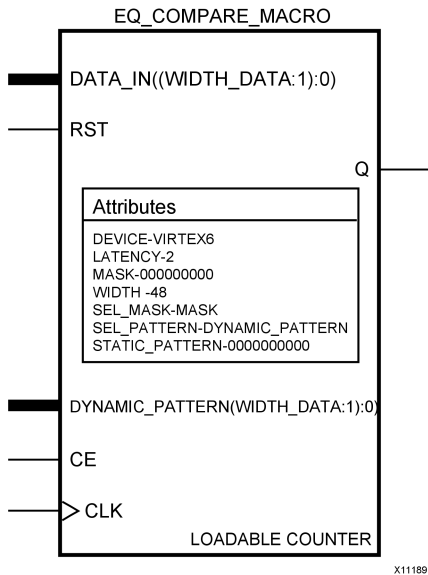 EQ_COMPARE_MACRO
DATA_IN((WIDTH_DATA:1):0)
RST
Q
Attributes
DEVICE-VIRTEX6
LATENCY-2
MASK-000000000
WIDTH -48
SEL_MASK-MASK
SEL_PATTERN-DYNAMIC_PATTERN
STATIC_PATTERN-0000000000
DYNAMIC_PATTERN(WIDTH_DATA:1):0)
CE
CLK
LOADABLE COUNTER
X11189